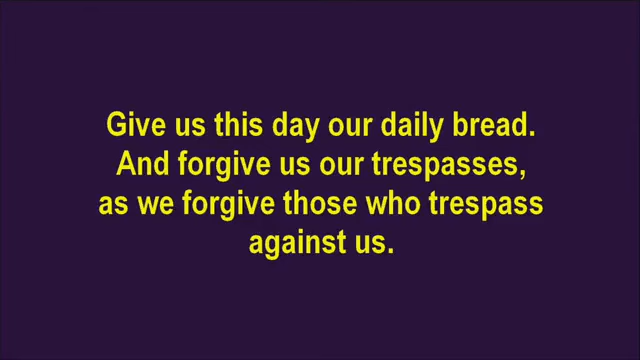 Give us this day our daily bread.
And forgive us our trespasses,
as we forgive those who trespass
against us.